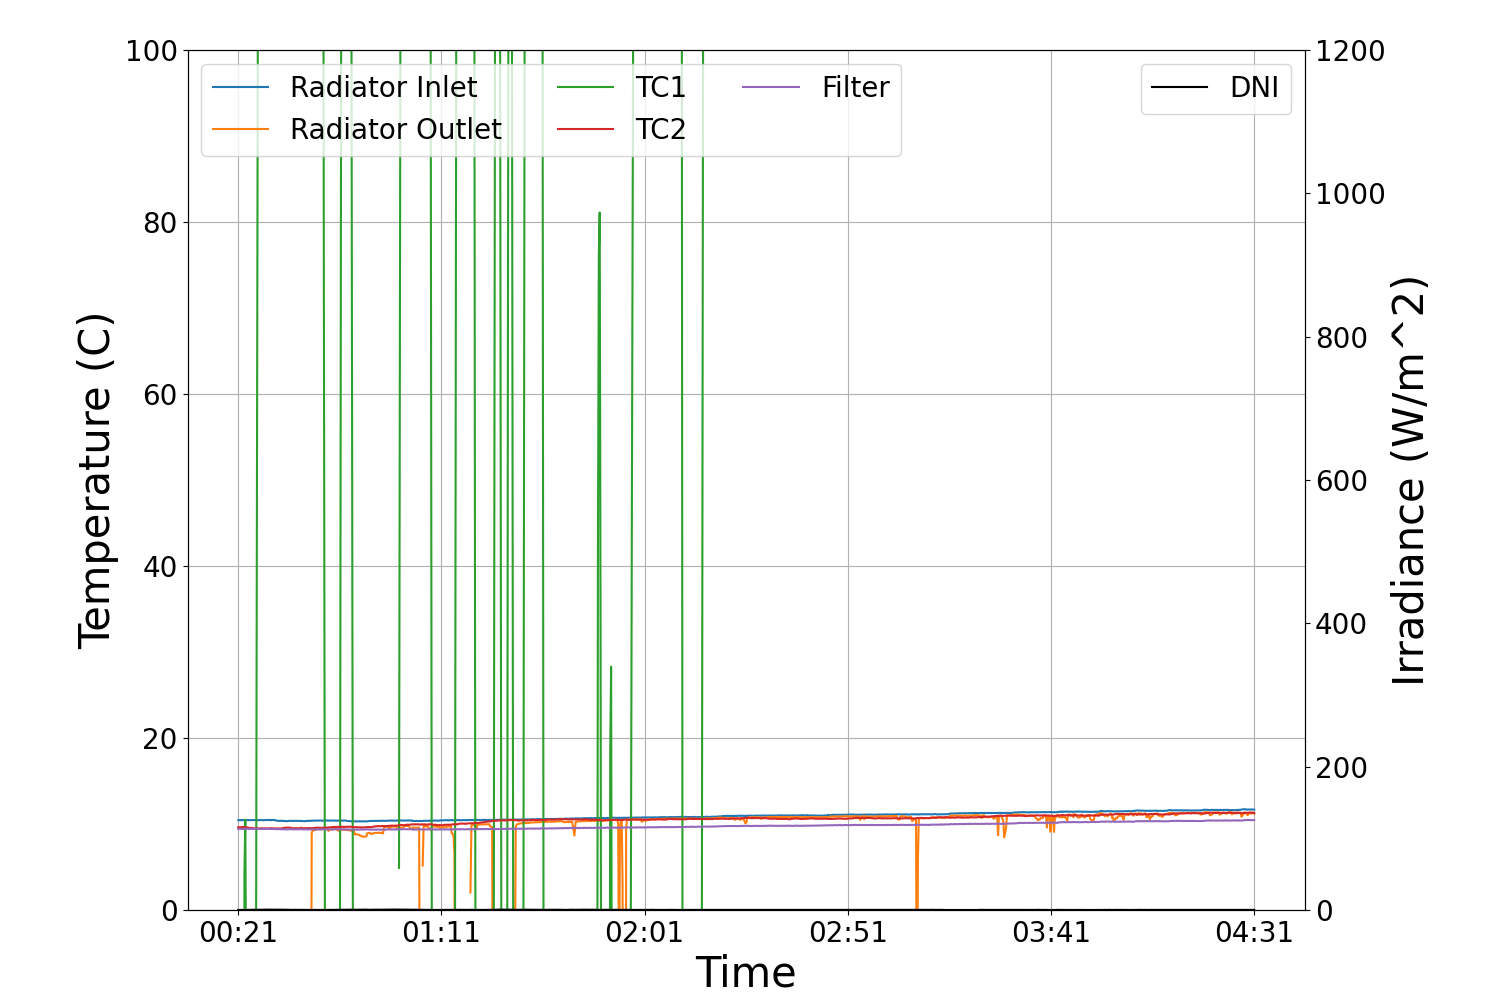 100
80
60
40
20
0
Temperature (C)
Radiator Inlet
Radiator Outlet
TC1
TC2
Filter
DNI
1200
1000
800
600
400
200
0
Irradiance (W/m^2)
00:21 01:11 02:01 02:51 03:41 04:31
Time